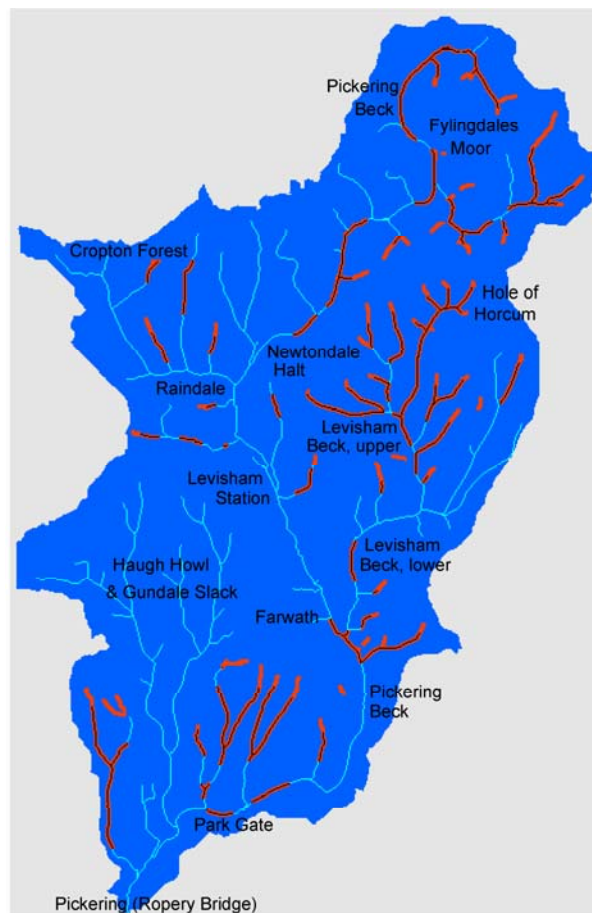 Pickering
Beck
Fylingdales
Moor
Cropton Forest
Hole of
Horcum
Newtondale
Halt
Raindale
Levisham
Beck, upper
Levisham
Station
Levisham
Beck, lower
Haugh Howl
& Gundale Slack
Farwath
Pickering
Beck
Park Gate
Pickering (Ropery Bridge)